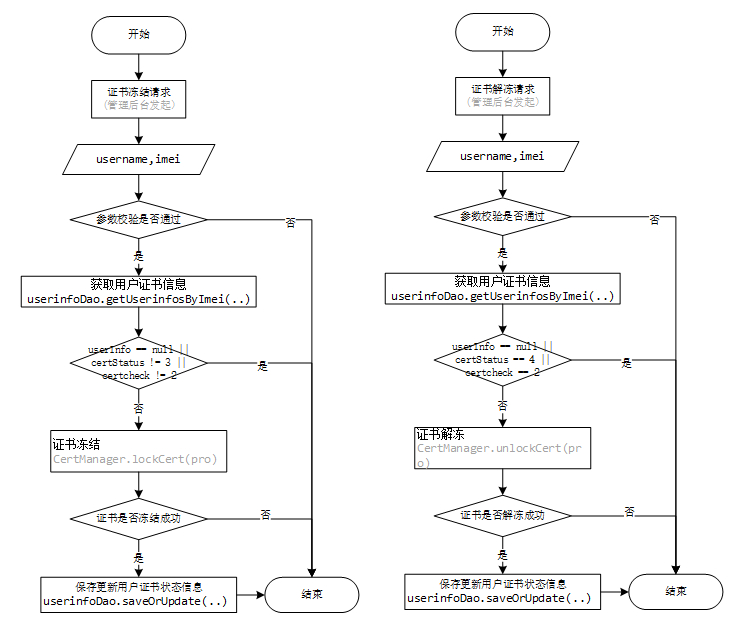 开始
证书冻结请求
(管理后台发起)
username,imei
参数校验是否通过
否
是
获取用户证书信息
userinfoDao.getUserinfosByImei(..)
userInfo == null ||
certStatus != 3 ||
certcheck != 2
是
否
证书冻结
CertManager.lockCert(pro)
证书是否冻结成功
否
是
保存更新用户证书状态信息
userinfoDao.saveOrUpdate(..)
结束
开始
证书解冻请求
(管理后台发起)
username,imei
参数校验是否通过
否
是
获取用户证书信息
userinfoDao.getUserinfosByImei(..)
userInfo == null ||
certStatus == 4 ||
certcheck == 2
是
否
证书解冻
CertManager.unlockCert(pr
o)
证书是否解冻成功
否
是
保存更新用户证书状态信息
userinfoDao.saveOrUpdate(..)
结束